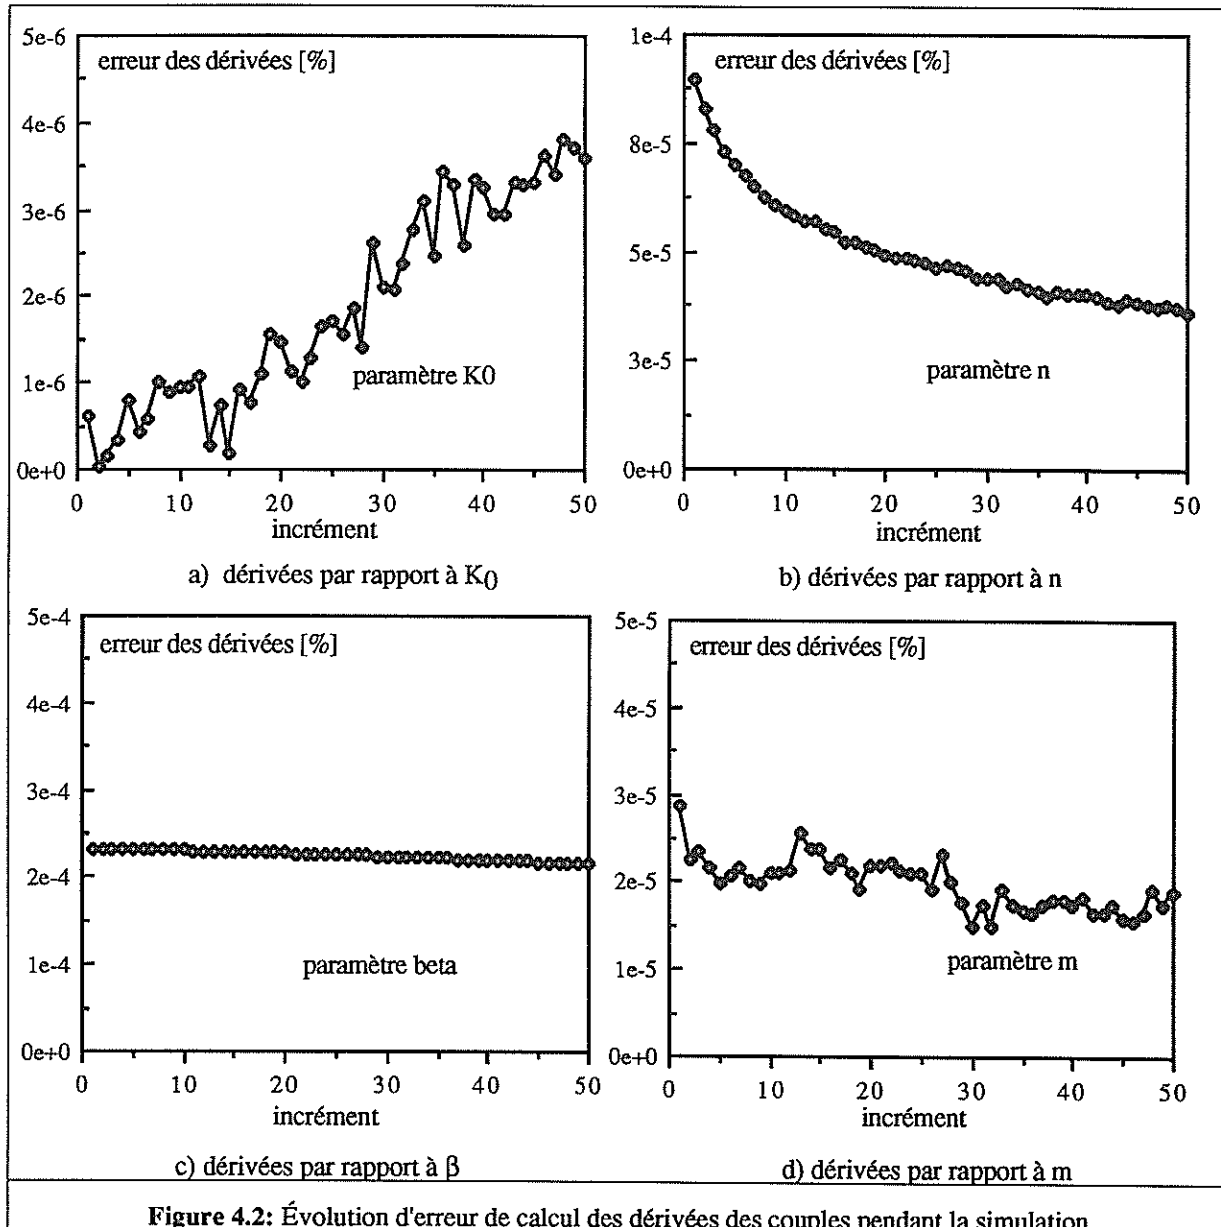 5e-6
erreur des dérivées [%]
4e-6
3e-6
2e-6
1e-6
paramètre K0
0e+0
0 10 20 30 40 50
incrément
a) dérivées par rapport à K0
1e-4
erreur des dérivées [%]
8e-5
5e-5
3e-5
paramètre n
0e+0
0 10 20 30 40 50
incrément
b) dérivées par rapport à n
5e-4
erreur des dérivées [%]
4e-4
3e-4
2e-4
1e-4
paramètre beta
0e+0
0 10 20 30 40 50
incrément
c) dérivées par rapport à β
5e-5
erreur des dérivées [%]
4e-5
3e-5
2e-5
1e-5
paramètre m
0e+0
0 10 20 30 40 50
incrément
d) dérivées par rapport à m
Figure 4.2: Évolution d'erreur de calcul des dérivées des couples pendant la simulation